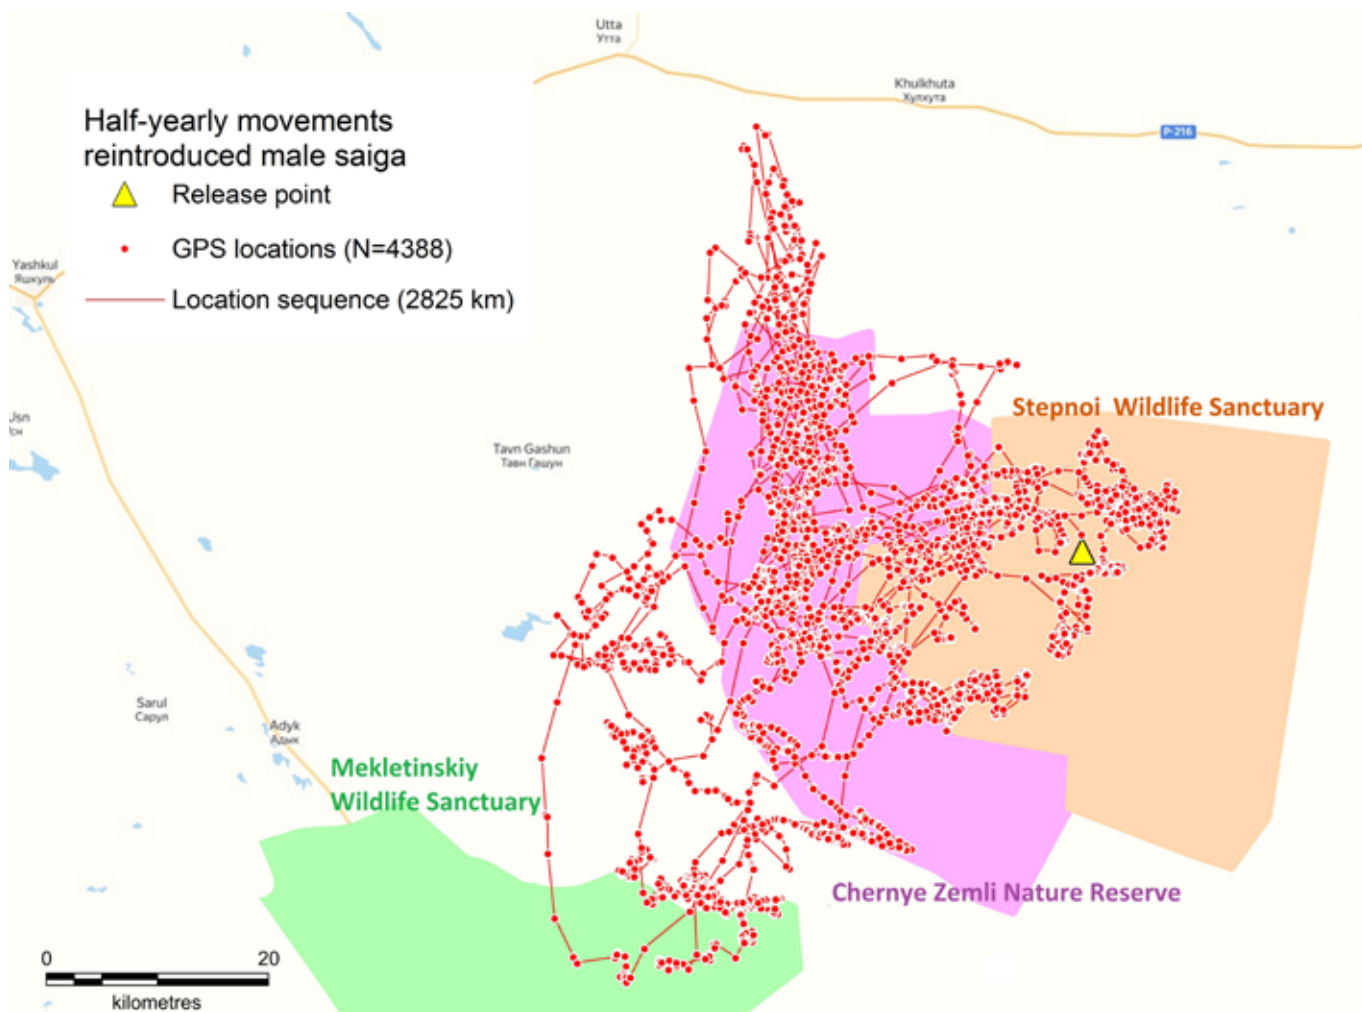 Utta
Утта
Khulkhuta
Хулхута
P-216
Half-yearly movements
reintroduced male saiga
Release point
GPS locations (N=4388)
Location sequence (2825 km)
Yashkul
Яшкуль
Stepnoi Wildlife Sanctuary
Tavn Gashun
Тавн Гашун
Sarul
Сарул
Adyk
Адык
Mekletinskiy
Wildlife Sanctuary
Chernye Zemli Nature Reserve
0 20
kilometres